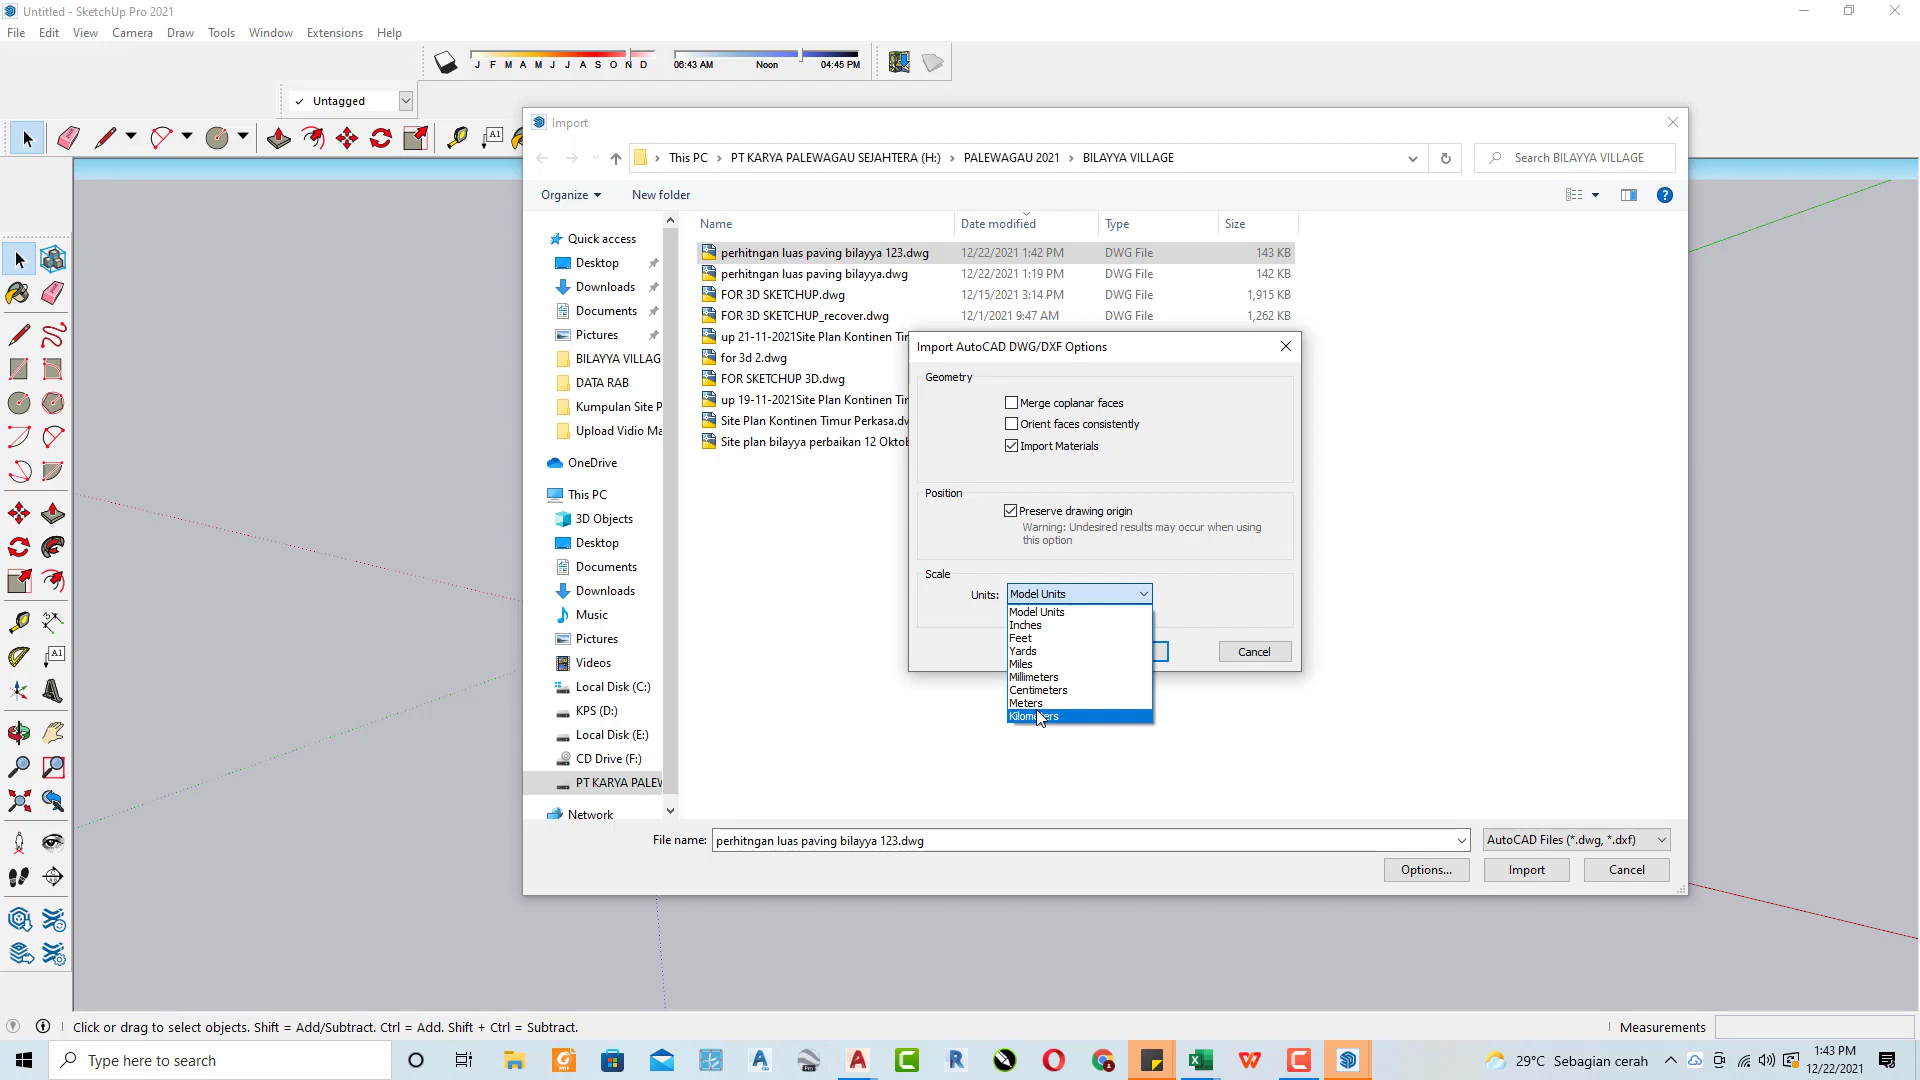 Untitled - SketchUp Pro 2021
File Edit View Camera Draw Tools Window Extensions Help
J F M A M J J A S O N D
06:43 AM Noon 04:45 PM
Untagged
Import
This PC › PT KARYA PALEWAGAU SEJAHTERA (H:) › PALEWAGAU 2021 › BILAYYA VILLAGE
Search BILAYYA VILLAGE
Organize New folder
Name Date modified Type Size
Quick access
Desktop
Downloads
Documents
Pictures
BILAYYA VILLAG
DATA RAB
Kumpulan Site P
Upload Vidio Ma
OneDrive
This PC
3D Objects
Desktop
Documents
Downloads
Music
Pictures
Videos
Local Disk (C:)
KPS (D:)
Local Disk (E:)
CD Drive (F:)
PT KARYA PALEW
Network
perhitngan luas paving bilayya 123.dwg 12/22/2021 1:42 PM DWG File 143 KB
perhitngan luas paving bilayya.dwg 12/22/2021 1:19 PM DWG File 142 KB
FOR 3D SKETCHUP.dwg 12/15/2021 3:14 PM DWG File 1,915 KB
FOR 3D SKETCHUP_recover.dwg 12/1/2021 9:47 AM DWG File 1,262 KB
up 21-11-2021Site Plan Kontinen Tir
for 3d 2.dwg
FOR SKETCHUP 3D.dwg
up 19-11-2021Site Plan Kontinen Tir
Site Plan Kontinen Timur Perkasa.dw
Site plan bilayya perbaikan 12 Oktob
Import AutoCAD DWG/DXF Options
Geometry
Merge coplanar faces
Orient faces consistently
Import Materials
Position
Preserve drawing origin
Warning: Undesired results may occur when using
this option
Scale
Units: Model Units
Model Units
Inches
Feet
Yards
Miles
Millimeters
Centimeters
Meters
Kilometers
Cancel
File name: perhitngan luas paving bilayya 123.dwg AutoCAD Files (*.dwg, *.dxf)
Options... Import Cancel
A1
A1
Click or drag to select objects. Shift = Add/Subtract. Ctrl = Add. Shift + Ctrl = Subtract.
Measurements
Type here to search
29°C Sebagian cerah
1:43 PM
12/22/2021